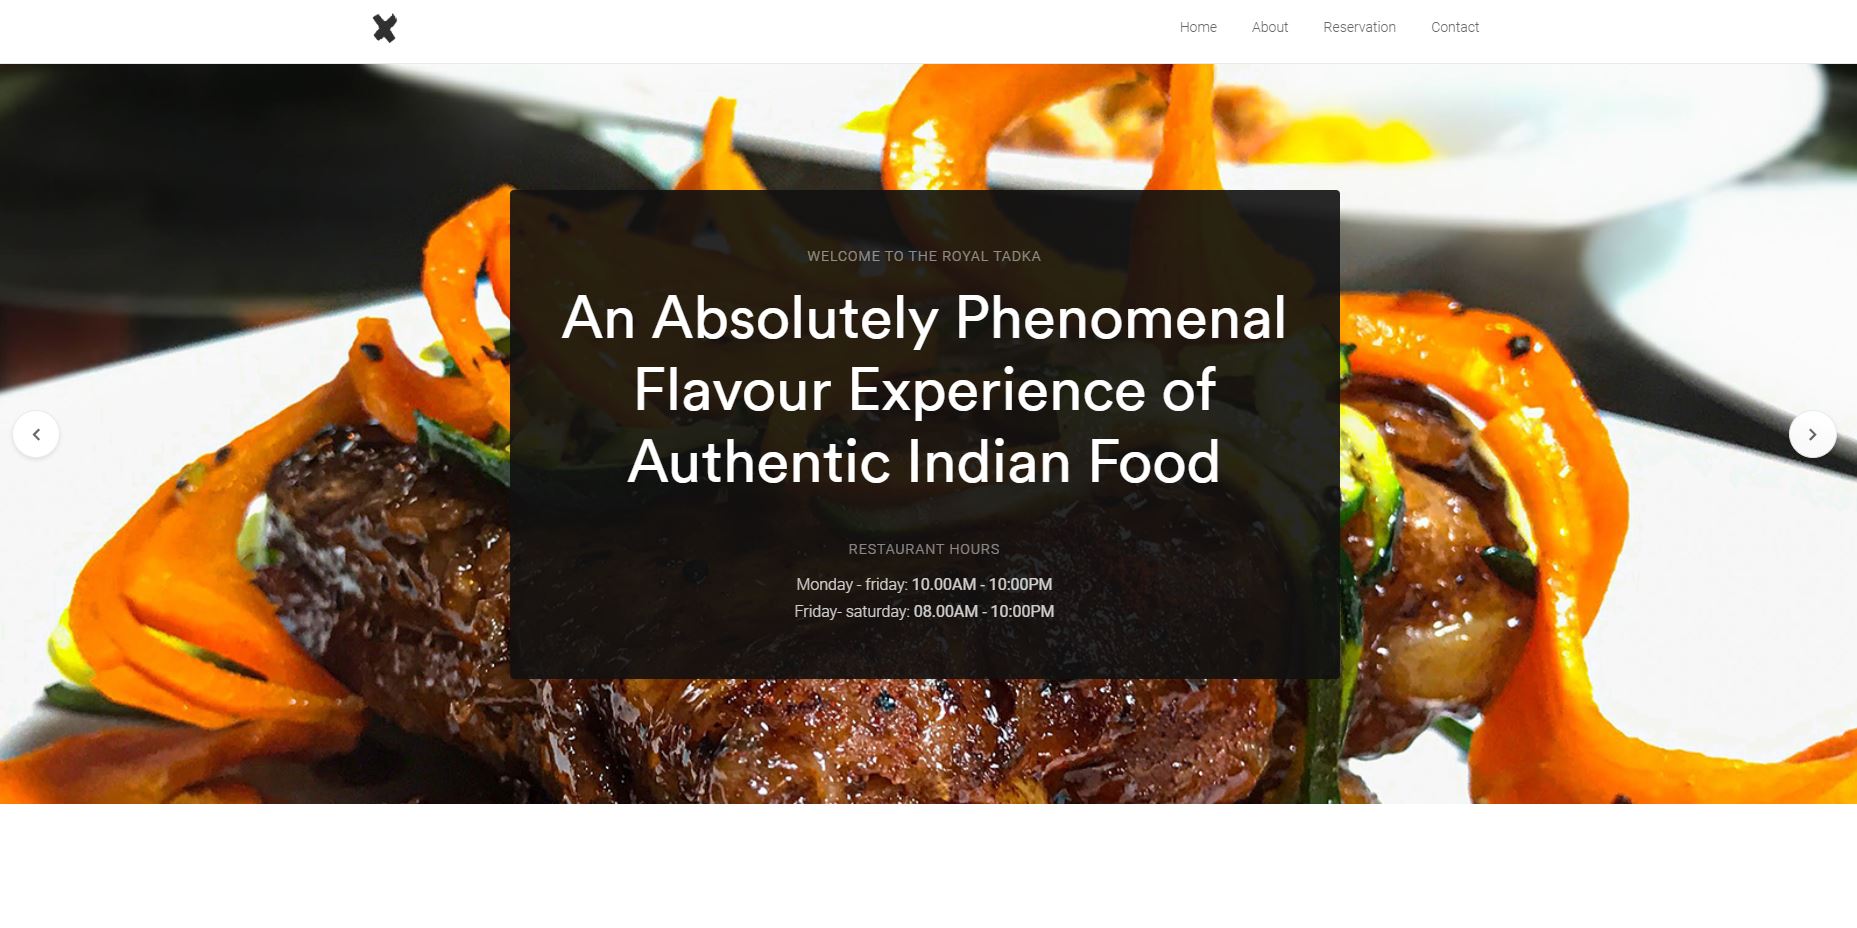 Home About Reservation Contact
WELCOME TO THE ROYAL TADKA
An Absolutely Phenomenal
Flavour Experience of
Authentic Indian Food
RESTAURANT HOURS
Monday - friday: 10.00AM - 10:00PM
Friday- saturday: 08.00AM - 10:00PM